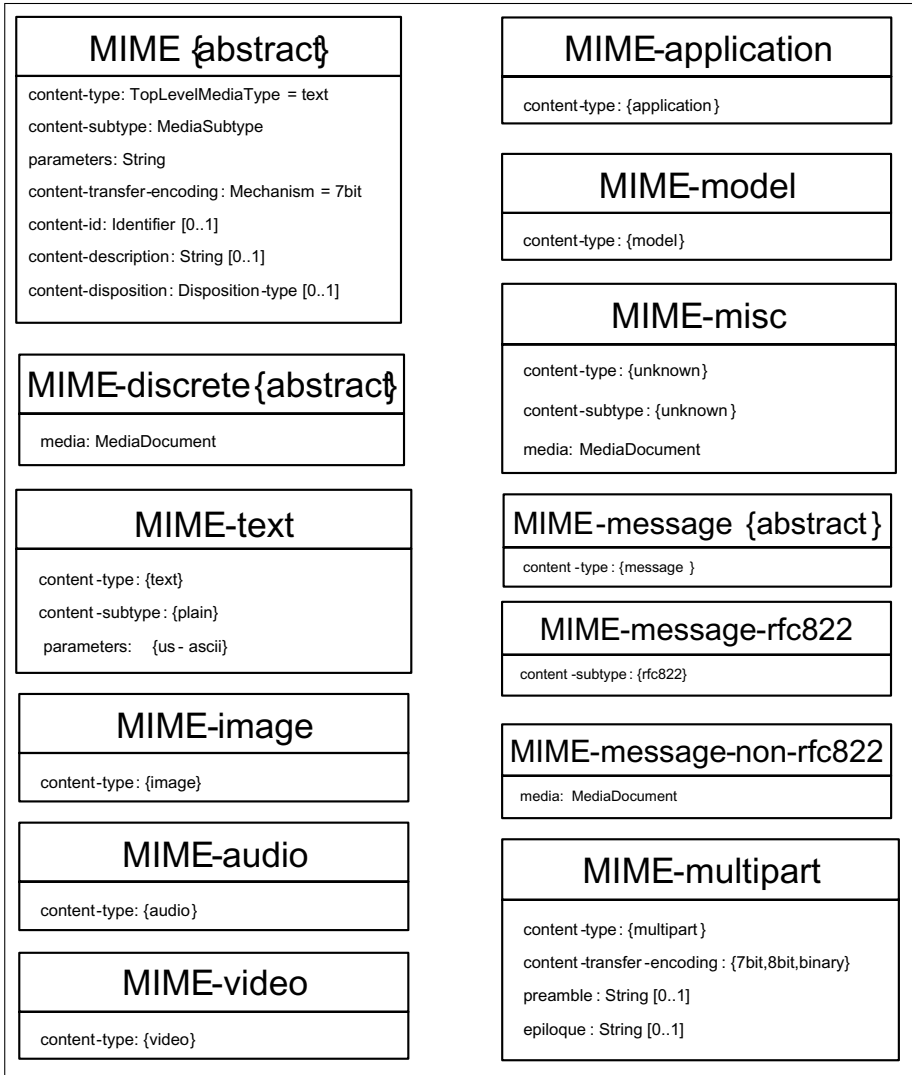 MIME {abstract}
content-type: TopLevelMediaType = text
content-subtype: MediaSubtype
parameters: String
content-transfer-encoding: Mechanism = 7bit
content-id: Identifier [0..1]
content-description: String [0..1]
content-disposition: Disposition-type [0..1]
MIME-discrete {abstract}
media: MediaDocument
MIME-text
content-type: {text}
content-subtype: {plain}
parameters: {us-ascii}
MIME-image
content-type: {image}
MIME-audio
content-type: {audio}
MIME-video
content-type: {video}
MIME-application
content-type: {application}
MIME-model
content-type: {model}
MIME-misc
content-type: {unknown}
content-subtype: {unknown}
media: MediaDocument
MIME-message {abstract}
content-type: {message}
MIME-message-rfc822
content-subtype: {rfc822}
MIME-message-non-rfc822
media: MediaDocument
MIME-multipart
content-type: {multipart}
content-transfer-encoding: {7bit,8bit,binary}
preamble: String [0..1]
epiloque: String [0..1]